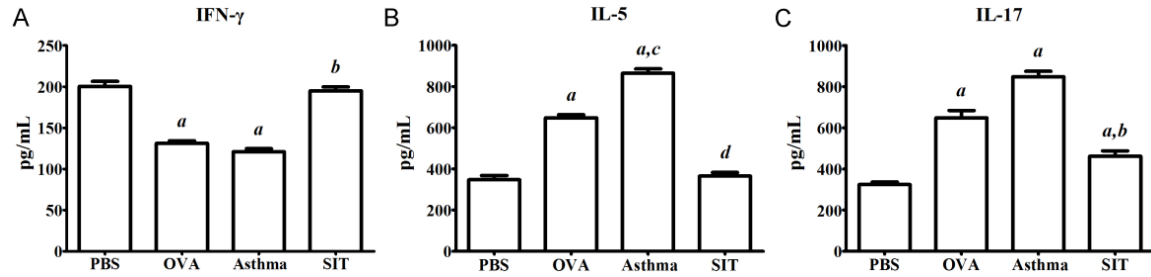 A
IFN-γ
pg/mL
250
200
150
100
50
0
a
a
b
PBS OVA Asthma SIT
B
IL-5
pg/mL
1000
800
600
400
200
0
a
a,c
d
PBS OVA Asthma SIT
C
IL-17
pg/mL
1000
800
600
400
200
0
a
a
a,b
PBS OVA Asthma SIT